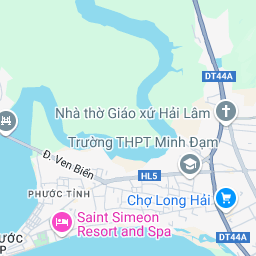 DT44A
Nhà thờ Giáo xứ Hải Lâm
Trường THPT Minh Đạm
Đ. Ven Biển
HL5
PHƯỚC TỈNH
Chợ Long Hải
Saint Simeon
Resort and Spa
DT44A